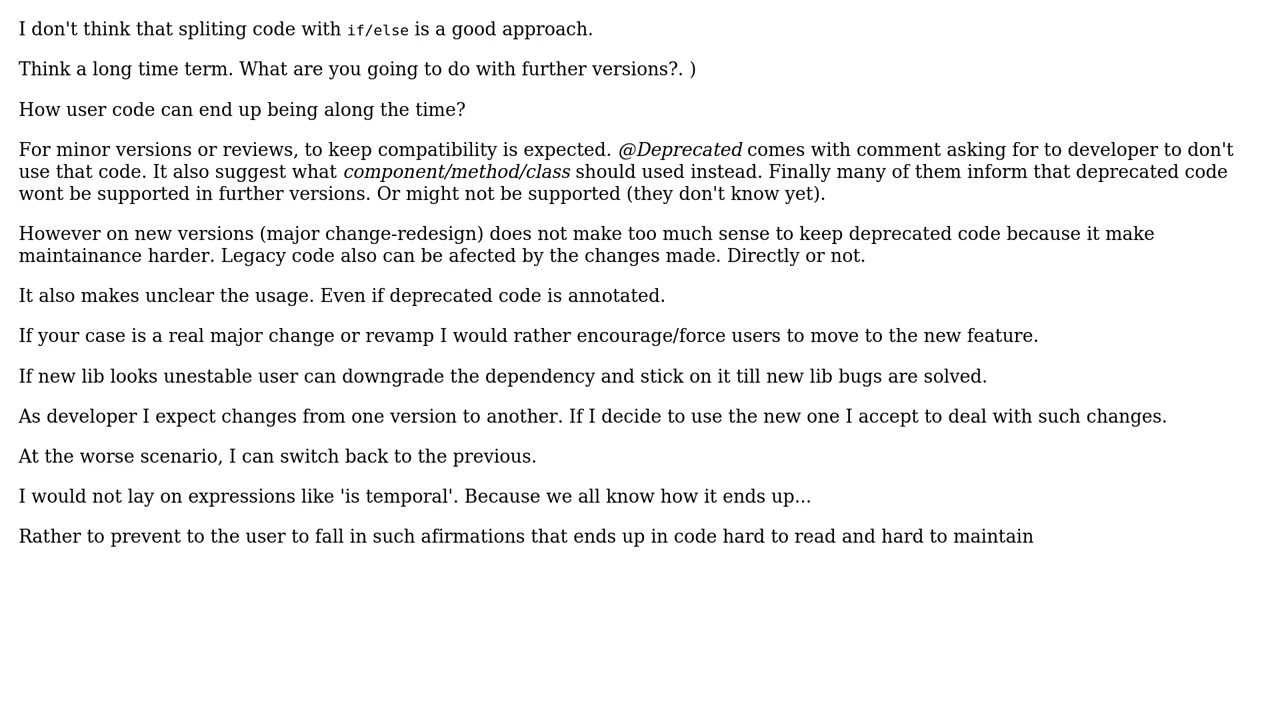 I don't think that spliting code with if/else is a good approach.
Think a long time term. What are you going to do with further versions?. )
How user code can end up being along the time?
For minor versions or reviews, to keep compatibility is expected. @Deprecated comes with comment asking for to developer to don't
use that code. It also suggest what component/method/class should used instead. Finally many of them inform that deprecated code
wont be supported in further versions. Or might not be supported (they don't know yet).
However on new versions (major change-redesign) does not make too much sense to keep deprecated code because it make
maintainance harder. Legacy code also can be afected by the changes made. Directly or not.
It also makes unclear the usage. Even if deprecated code is annotated.
If your case is a real major change or revamp I would rather encourage/force users to move to the new feature.
If new lib looks unestable user can downgrade the dependency and stick on it till new lib bugs are solved.
As developer I expect changes from one version to another. If I decide to use the new one I accept to deal with such changes.
At the worse scenario, I can switch back to the previous.
I would not lay on expressions like 'is temporal'. Because we all know how it ends up...
Rather to prevent to the user to fall in such afirmations that ends up in code hard to read and hard to maintain